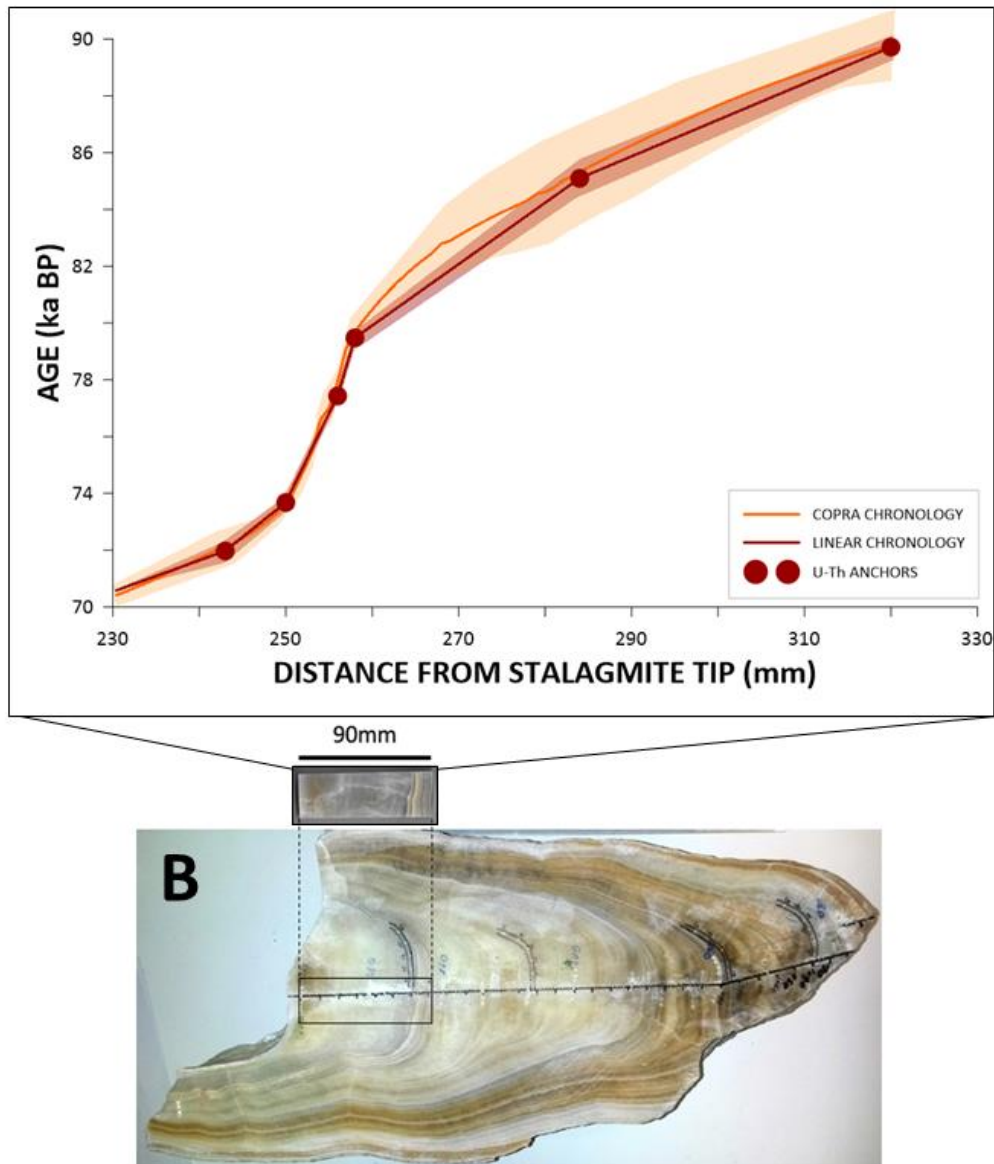 90
86
82
78
74
70
AGE (ka BP)
230
250
270
290
310
330
DISTANCE FROM STALAGMITE TIP (mm)
COPRA CHRONOLOGY
LINEAR CHRONOLOGY
U-Th ANCHORS
90mm
B